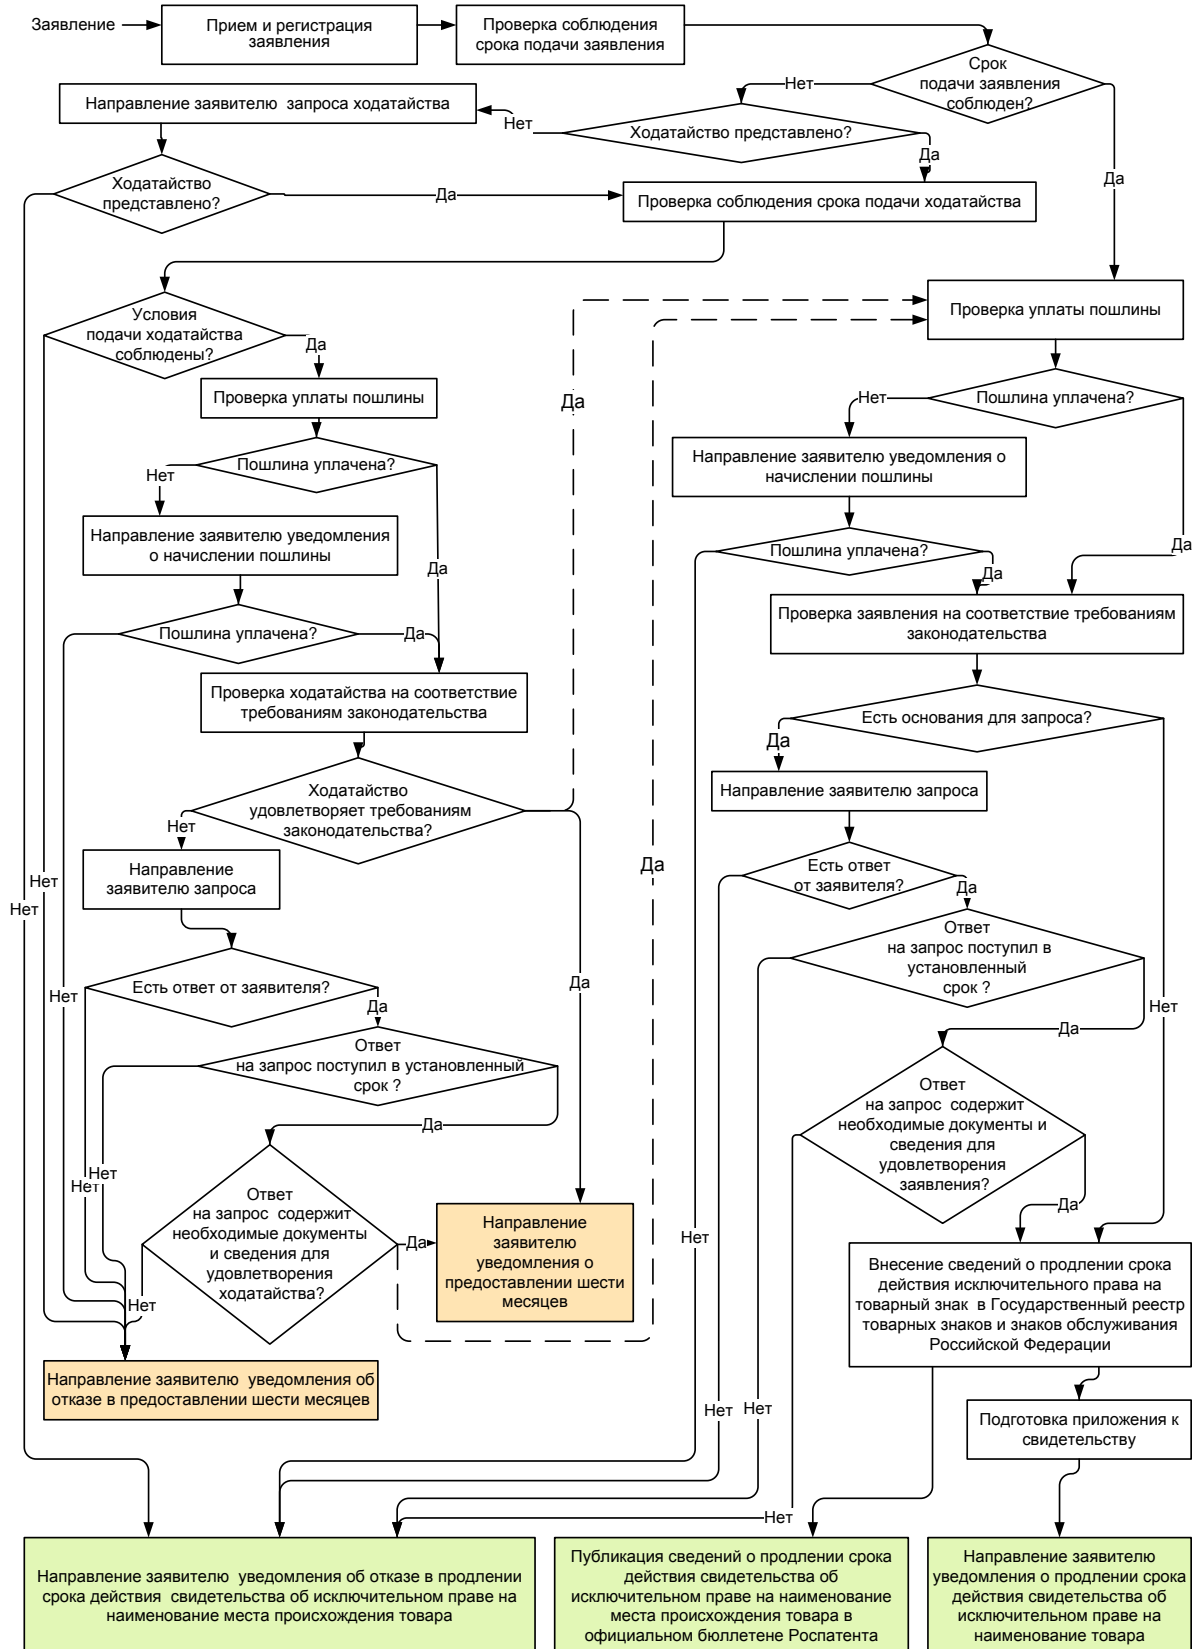 Заявление
Прием и регистрация
заявления
Проверка соблюдения
срока подачи заявления
Срок
подачи заявления
соблюден?
Нет
Да
Ходатайство представлено?
Нет
Да
Направление заявителю запроса ходатайства
Ходатайство
представлено?
Да
Нет
Проверка соблюдения срока подачи ходатайства
Условия
подачи ходатайства
соблюдены?
Да
Нет
Проверка уплаты пошлины
Пошлина уплачена?
Нет
Да
Направление заявителю уведомления
о начислении пошлины
Пошлина уплачена?
Да
Нет
Проверка ходатайства на соответствие
требованиям законодательства
Ходатайство
удовлетворяет требованиям
законодательства?
Нет
Да
Да
Направление
заявителю запроса
Есть ответ от заявителя?
Да
Нет
Ответ
на запрос поступил в установленный
срок ?
Да
Нет
Ответ
на запрос содержит
необходимые документы
и сведения для
удовлетворения
ходатайства?
Да
Нет
Да
Направление
заявителю
уведомления о
предоставлении шести
месяцев
Направление заявителю уведомления об
отказе в предоставлении шести месяцев
Проверка уплаты пошлины
Пошлина уплачена?
Нет
Да
Направление заявителю уведомления о
начислении пошлины
Пошлина уплачена?
Да
Нет
Проверка заявления на соответствие требованиям
законодательства
Есть основания для запроса?
Да
Нет
Направление заявителю запроса
Есть ответ
от заявителя?
Да
Нет
Ответ
на запрос поступил в
установленный
срок ?
Да
Нет
Ответ
на запрос содержит
необходимые документы и
сведения для
удовлетворения
заявления?
Да
Нет
Внесение сведений о продлении срока
действия исключительного права на
товарный знак в Государственный реестр
товарных знаков и знаков обслуживания
Российской Федерации
Подготовка приложения к
свидетельству
Направление заявителю уведомления об отказе в продлении
срока действия свидетельства об исключительном праве на
наименование места происхождения товара
Публикация сведений о продлении срока
действия свидетельства об
исключительном праве на наименование
места происхождения товара в
официальном бюллетене Роспатента
Направление заявителю
уведомления о продлении срока
действия свидетельства об
исключительном праве на
наименование товара